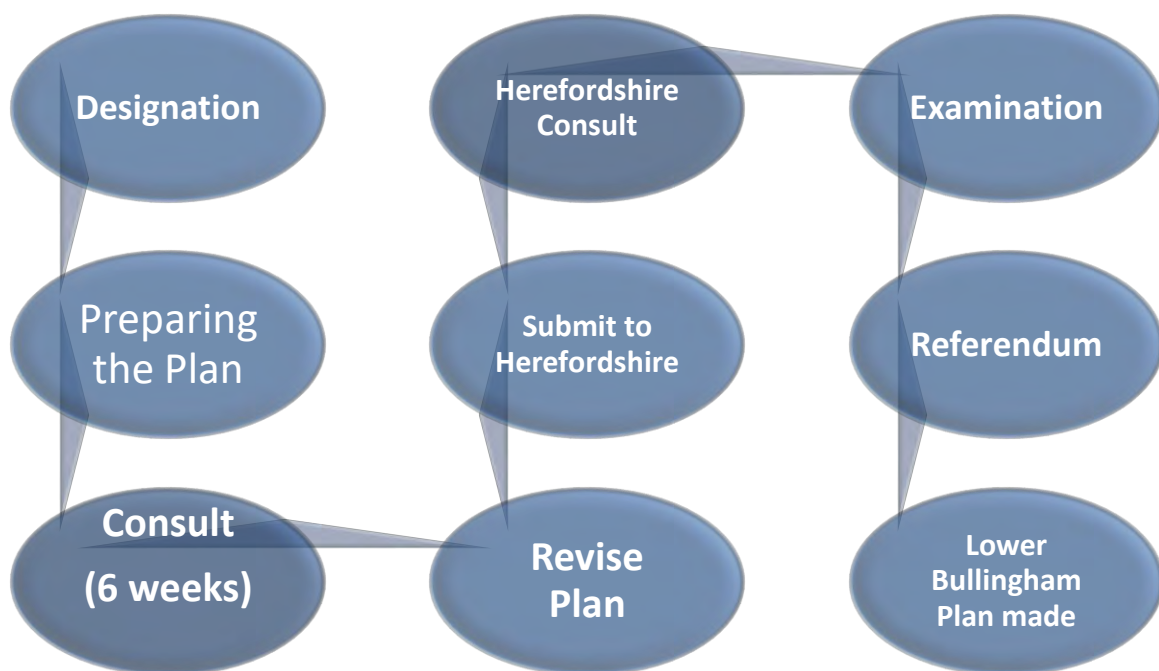 Designation
Preparing
the Plan
Consult
(6 weeks)
Revise
Plan
Submit to
Herefordshire
Herefordshire
Consult
Examination
Referendum
Lower
Bullingham
Plan made